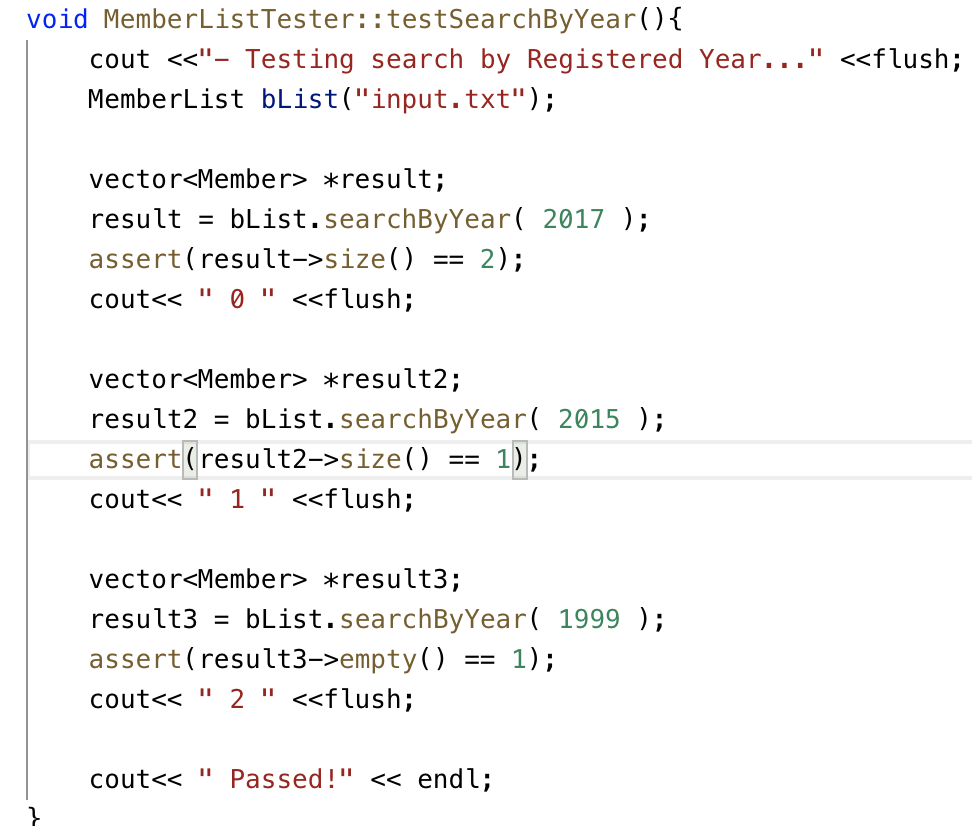 void MemberListTester::testSearchByYear(){
    cout <<"- Testing search by Registered Year..." <<flush;
    MemberList bList("input.txt");

    vector<Member> *result;
    result = bList.searchByYear( 2017 );
    assert(result->size() == 2);
    cout<< " 0 " <<flush;

    vector<Member> *result2;
    result2 = bList.searchByYear( 2015 );
    assert(result2->size() == 1);
    cout<< " 1 " <<flush;

    vector<Member> *result3;
    result3 = bList.searchByYear( 1999 );
    assert(result3->empty() == 1);
    cout<< " 2 " <<flush;

    cout<< " Passed!" << endl;
}